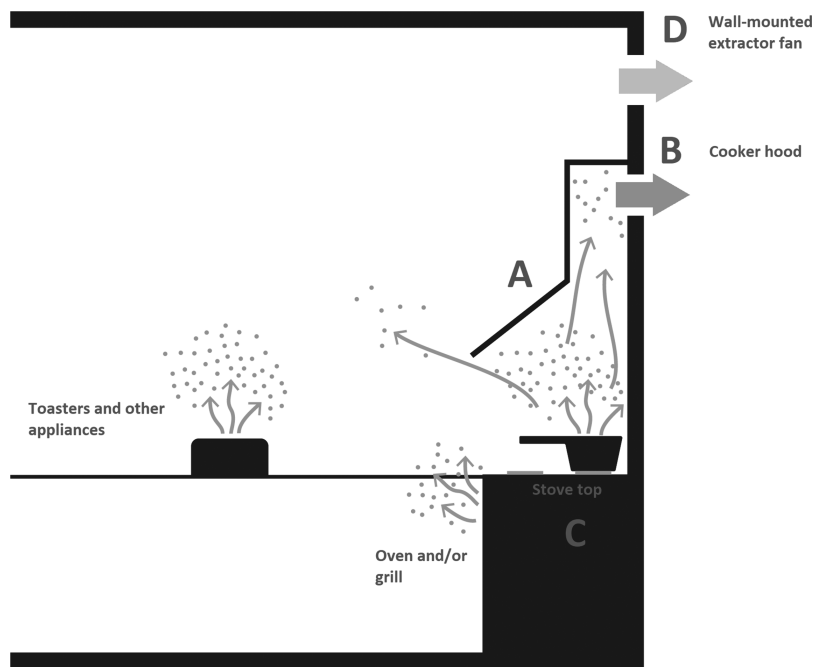 D
Wall-mounted
extractor fan
B
Cooker hood
A
Toasters and other
appliances
Stove top
C
Oven and/or
grill